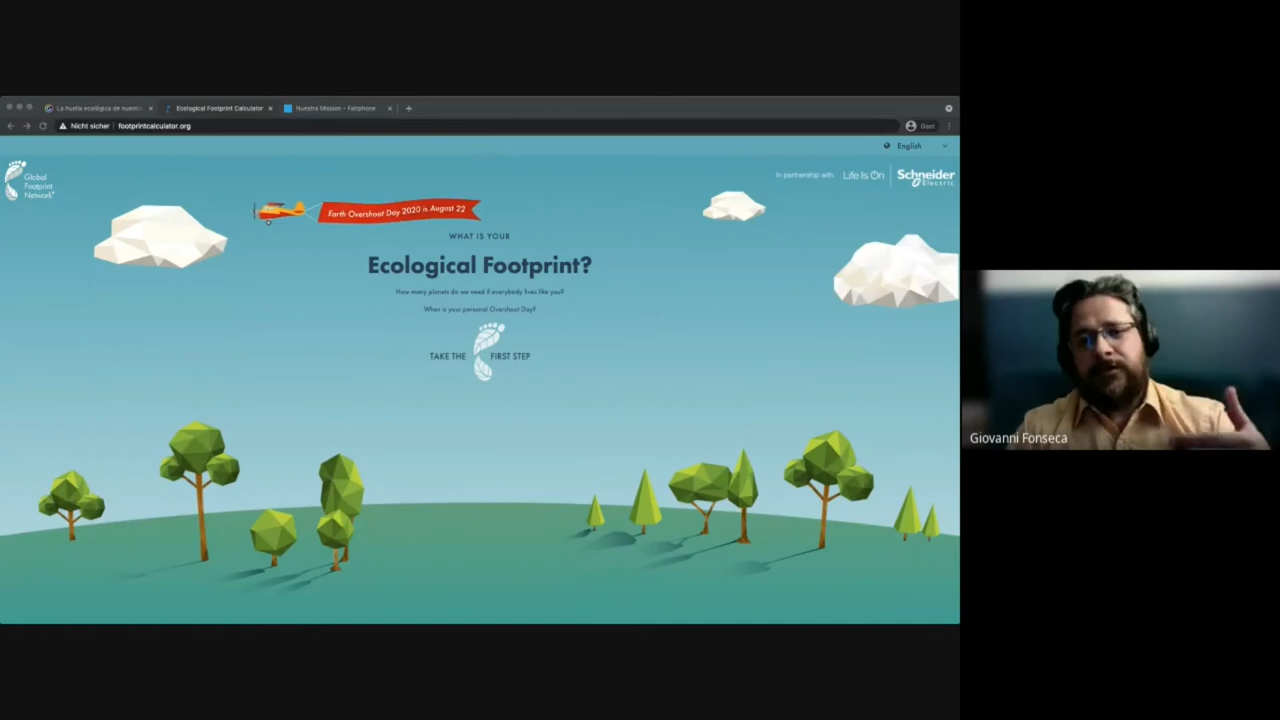 La huella ecológica de nuestro
Ecological Footprint Calculator
Nuestra Mission - Fairphone
Nicht sicher
footprintcalculator.org
Gast
English
Global
Footprint
Network
In partnership with
Life Is On
Schneider
Electric
Earth Overshoot Day 2020 is August 22
WHAT IS YOUR
Ecological Footprint?
How many planets do we need if everybody lives like you?
When is your personal Overshoot Day?
TAKE THE FIRST STEP
Giovanni Fonseca